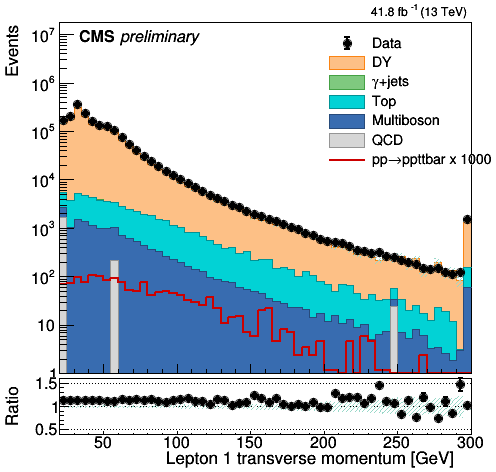 41.8 fb⁻¹ (13 TeV)
CMS preliminary
Events
10⁷
10⁶
10⁵
10⁴
10³
10²
10
1
Data
DY
γ+jets
Top
Multiboson
QCD
pp→ppttbar x 1000
Ratio
1.5
1
0.5
50 100 150 200 250 300
Lepton 1 transverse momentum [GeV]